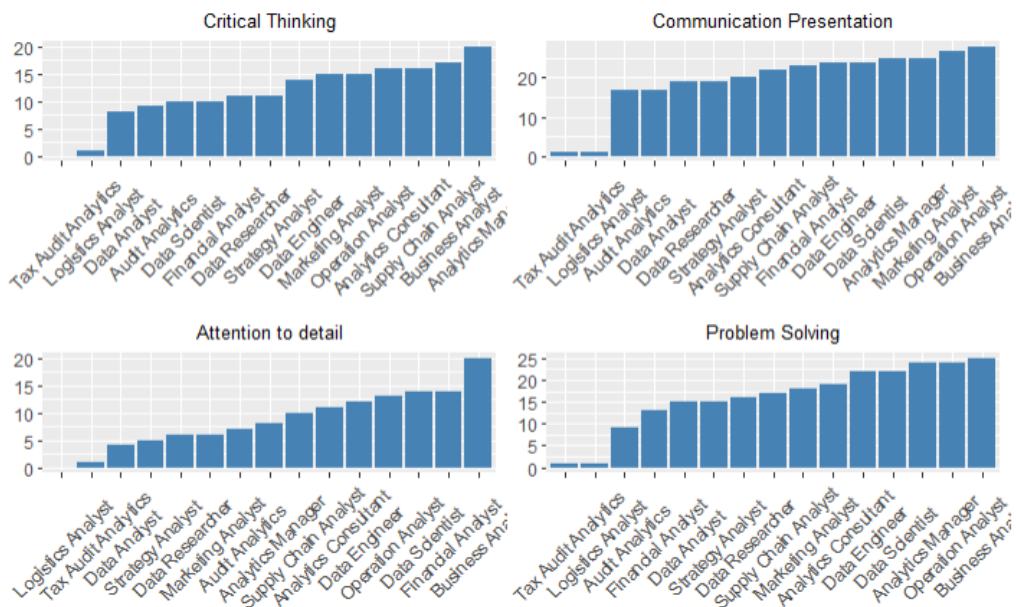 Critical Thinking
20
15
10
5
0
Tax Audit Analytics
Logistics Analyst
Data Analyst
Audit Analytics
Data Scientist
Financial Analyst
Data Researcher
Strategy Analyst
Data Engineer
Marketing Analyst
Operation Analyst
Analytics Consultant
Supply Chain Analyst
Business Analyst
Analytics
Communication Presentation
20
10
0
Tax Audit Analytics
Logistics Analyst
Audit Analytics
Data Analyst
Data Researcher
Strategy Analyst
Analytics Consultant
Supply Chain Analyst
Financial Analyst
Data Engineer
Data Scientist
Analytics Manager
Marketing Analyst
Operation Analyst
Business
Attention to detail
20
15
10
5
0
Logistics Analyst
Tax Audit Analytics
Data Analyst
Strategy Analyst
Data Researcher
Marketing Analyst
Audit Analytics
Analytics Manager
Supply Chain Analyst
Analytics Consultant
Data Engineer
Operation Analyst
Data Scientist
Financial Analyst
Business
Problem Solving
25
20
15
10
5
0
Tax Audit Analytics
Logistics Analyst
Audit Analytics
Financial Analyst
Data Analyst
Strategy Analyst
Data Researcher
Supply Chain Analyst
Marketing Analyst
Analytics Consultant
Data Engineer
Data Scientist
Analytics Manager
Operation Analyst
Business